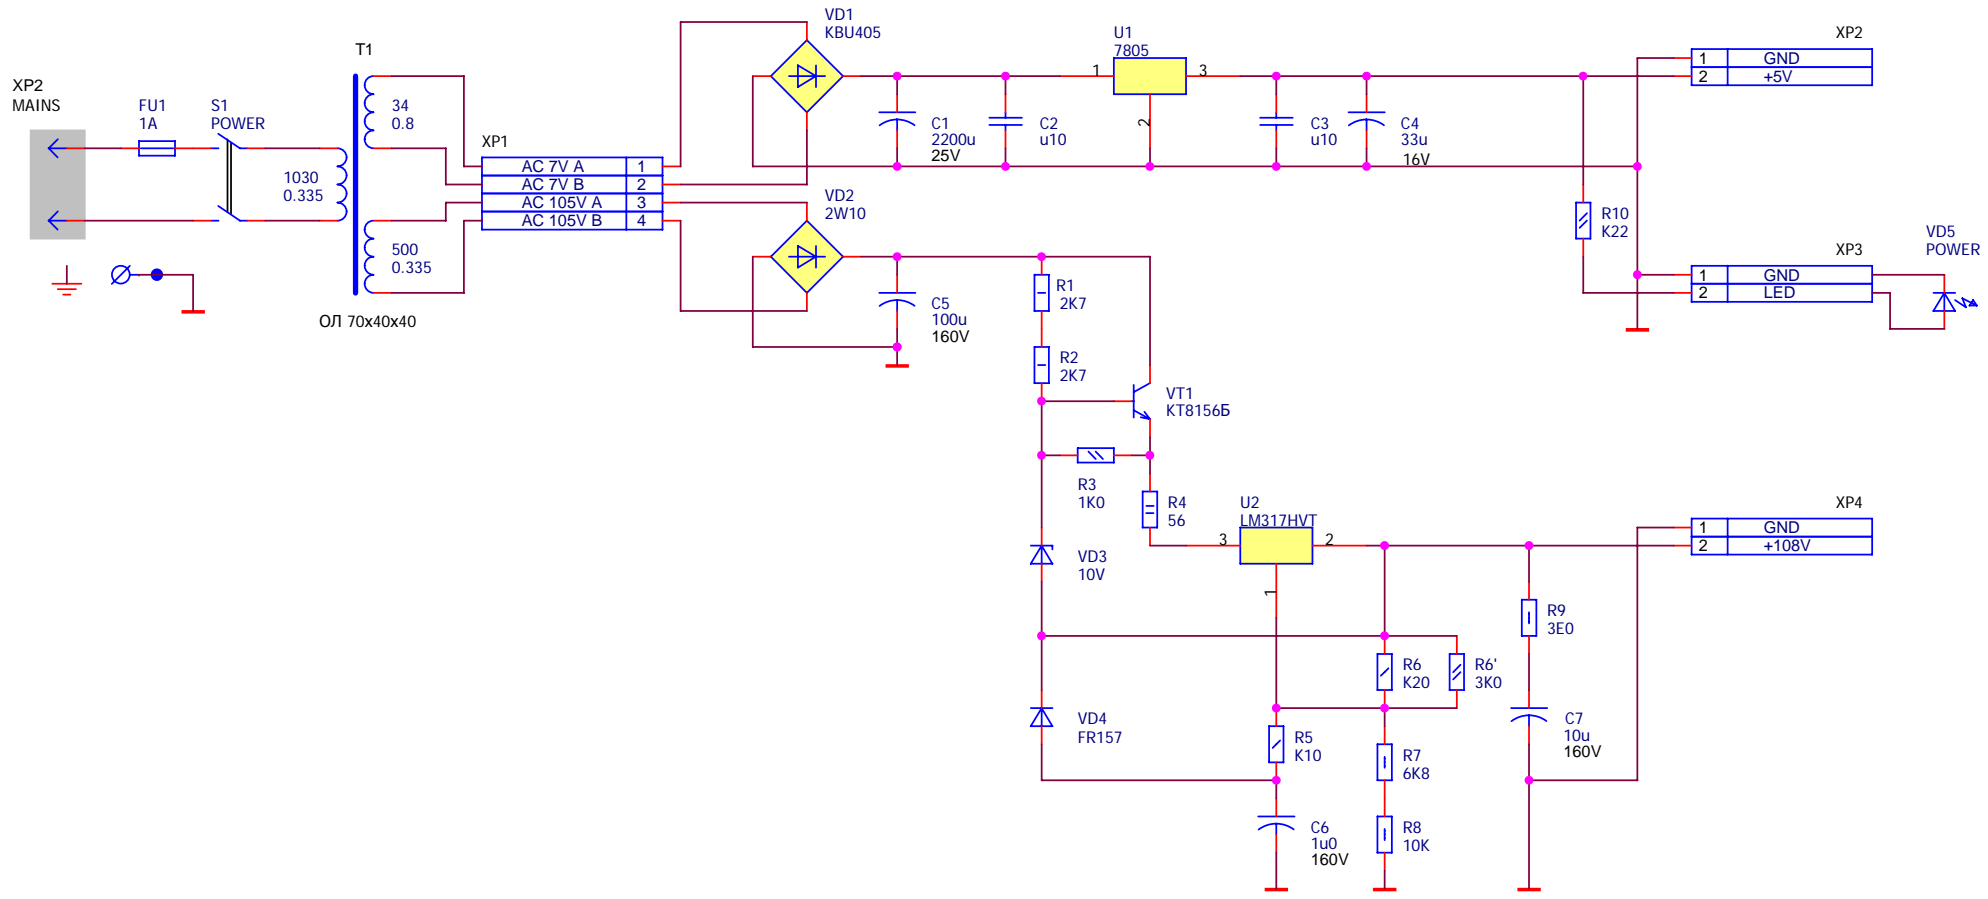 XP2
MAINS
FU1
1A
S1
POWER
T1
34
0.8
1030
0.335
500
0.335
ОЛ 70x40x40
XP1
AC 7V A 1
AC 7V B 2
AC 105V A 3
AC 105V B 4
VD1
KBU405
VD2
2W10
C1
2200u
25V
C2
u10
U1
7805
1
3
2
C3
u10
C4
33u
16V
XP2
1 GND
2 +5V
R10
K22
XP3
1 GND
2 LED
VD5
POWER
C5
100u
160V
R1
2K7
R2
2K7
VT1
КТ8156Б
R3
1K0
R4
56
U2
LM317HVT
3
2
1
XP4
1 GND
2 +108V
VD3
10V
R9
3E0
R6
K20
R6'
3K0
VD4
FR157
R5
K10
R7
6K8
C7
10u
160V
C6
1u0
160V
R8
10K